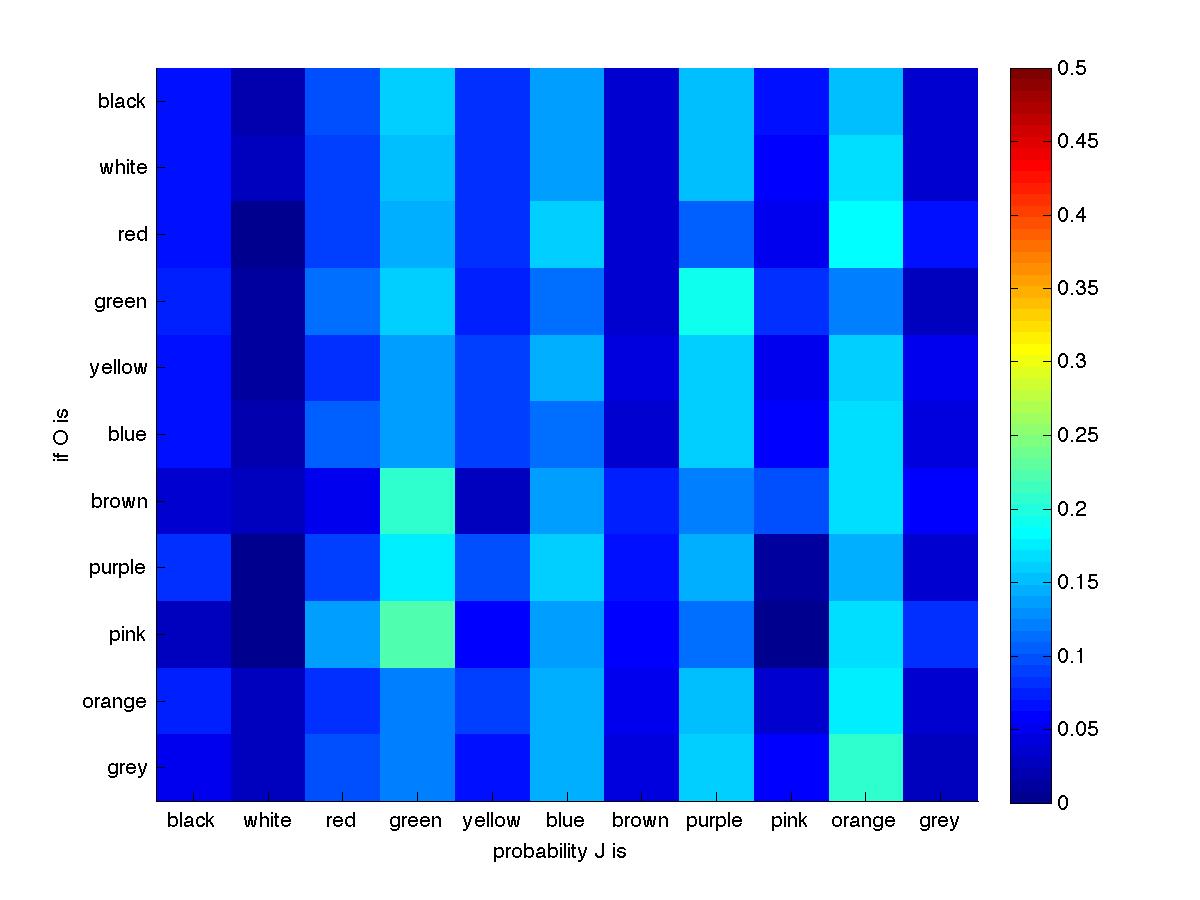 0.5
black
0.45
white
0.4
red
0.35
green
0.3
yellow
0.25
if O is
blue
0.2
brown
0.15
purple
0.1
pink
0.05
orange
grey
0
black white red green yellow blue brown purple pink orange grey
probability J is